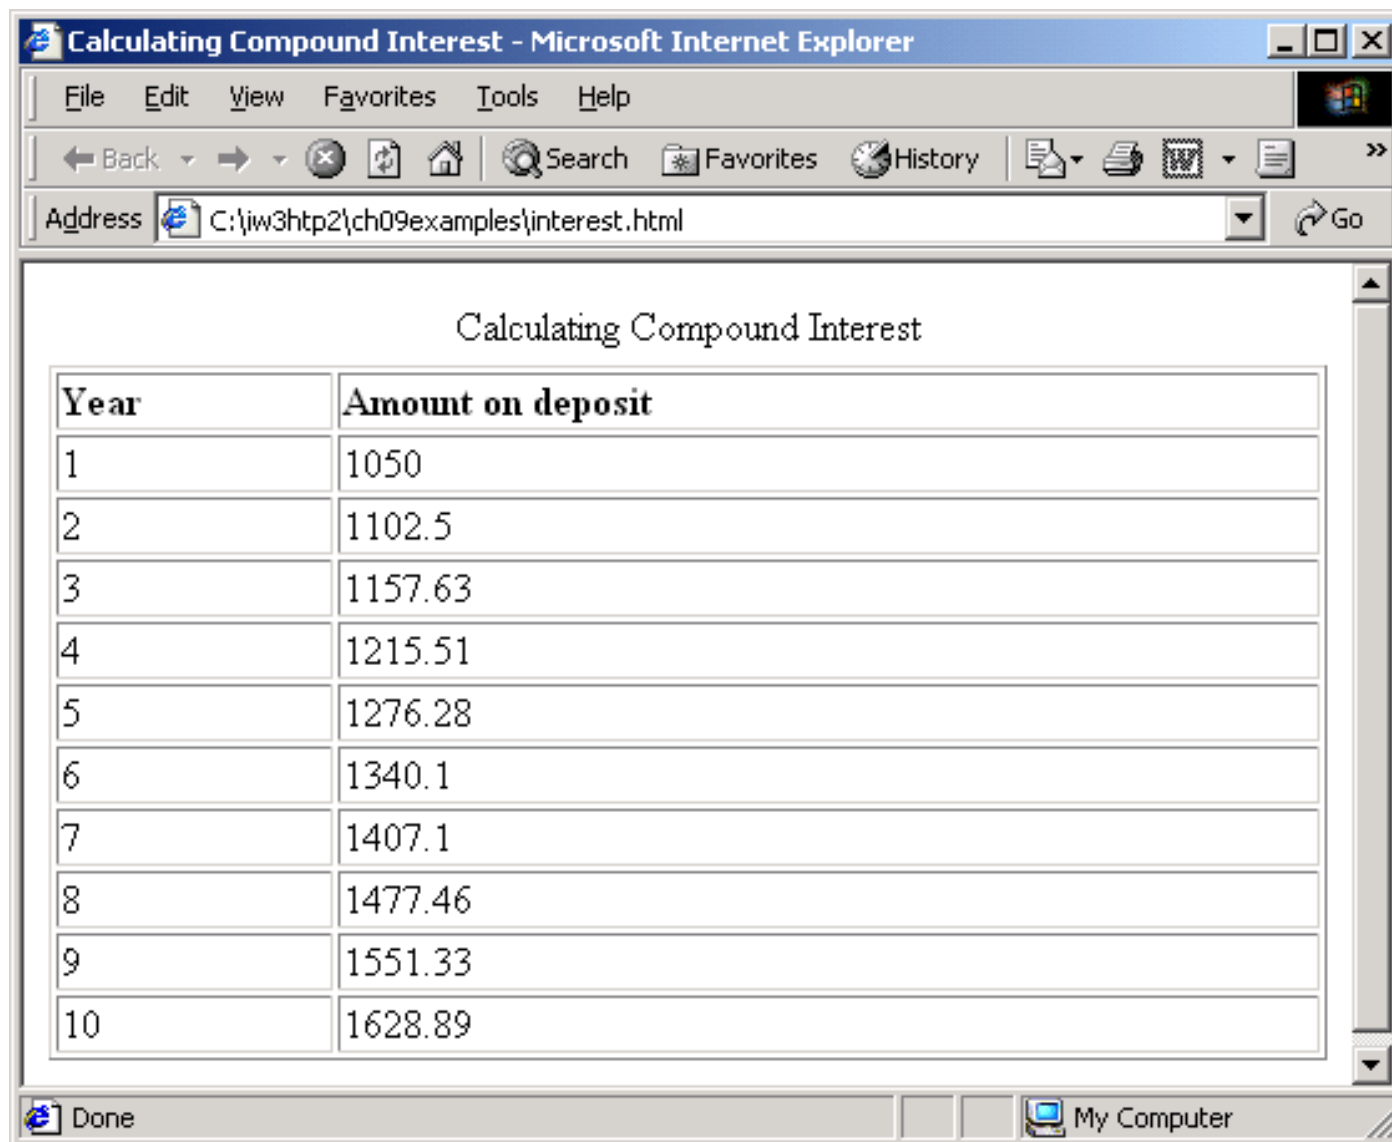 Calculating Compound Interest - Microsoft Internet Explorer
File Edit View Favorites Tools Help
Back Search Favorites History
Address C:\iw3htp2\ch09examples\interest.html Go
Calculating Compound Interest
Year Amount on deposit
1 1050
2 1102.5
3 1157.63
4 1215.51
5 1276.28
6 1340.1
7 1407.1
8 1477.46
9 1551.33
10 1628.89
Done My Computer